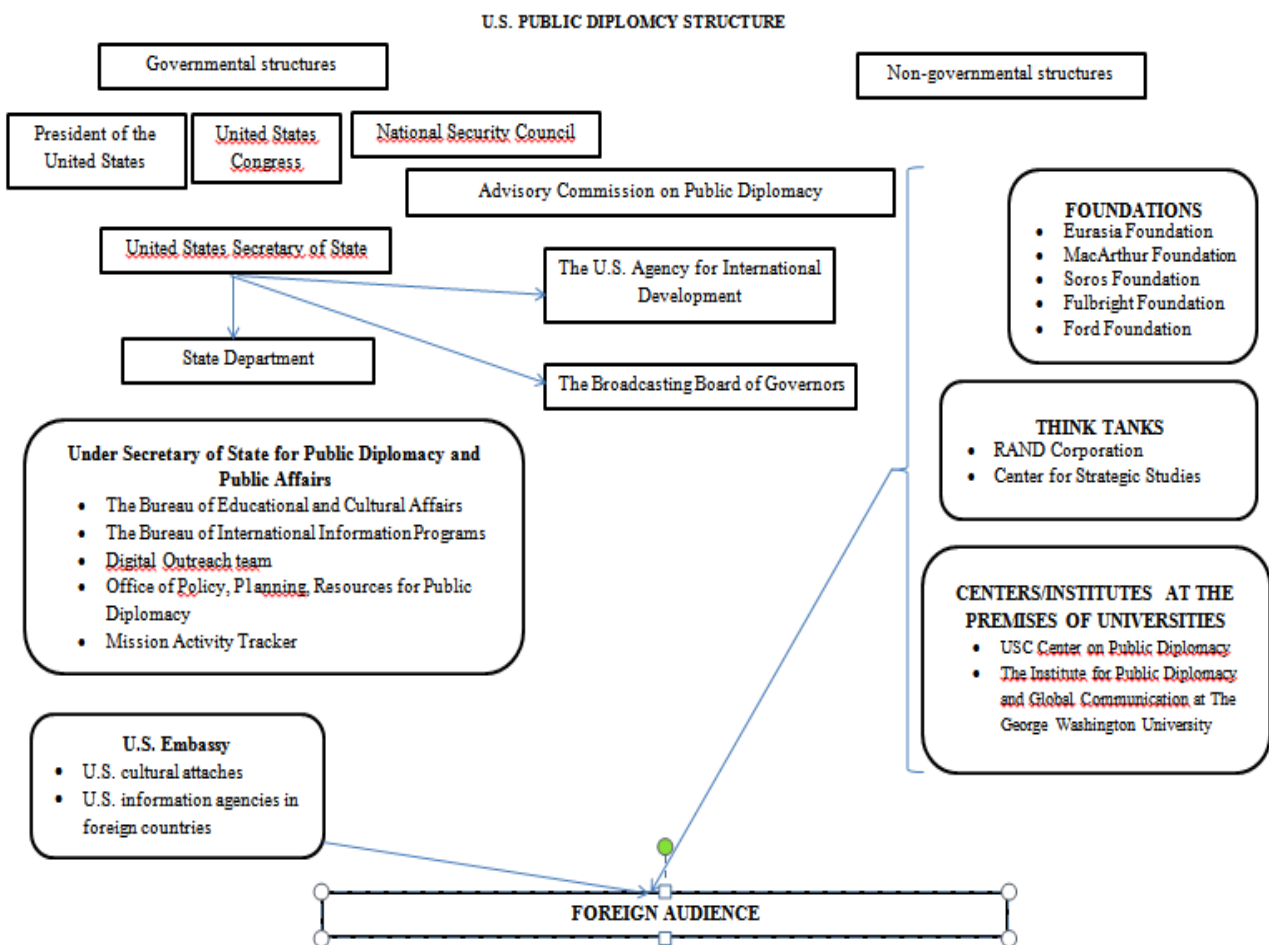 U.S. PUBLIC DIPLOMCY STRUCTURE
Governmental structures
Non-governmental structures
President of the
United States
United States
Congress
National Security Council
Advisory Commission on Public Diplomacy
United States Secretary of State
The U.S. Agency for International
Development
State Department
The Broadcasting Board of Governors
Under Secretary of State for Public Diplomacy and
Public Affairs
• The Bureau of Educational and Cultural Affairs
• The Bureau of International Information Programs
• Digital Outreach team
• Office of Policy, Planning, Resources for Public
Diplomacy
• Mission Activity Tracker
U.S. Embassy
• U.S. cultural attaches
• U.S. information agencies in
foreign countries
FOUNDATIONS
• Eurasia Foundation
• MacArthur Foundation
• Soros Foundation
• Fulbright Foundation
• Ford Foundation
THINK TANKS
• RAND Corporation
• Center for Strategic Studies
CENTERS/INSTITUTES AT THE
PREMISES OF UNIVERSITIES
• USC Center on Public Diplomacy
• The Institute for Public Diplomacy
and Global Communication at The
George Washington University
FOREIGN AUDIENCE